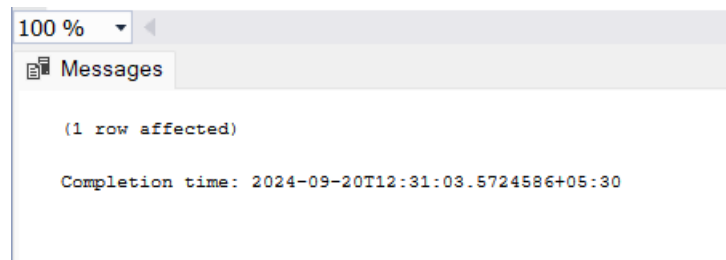 100 %
Messages
(1 row affected)
Completion time: 2024-09-20T12:31:03.5724586+05:30